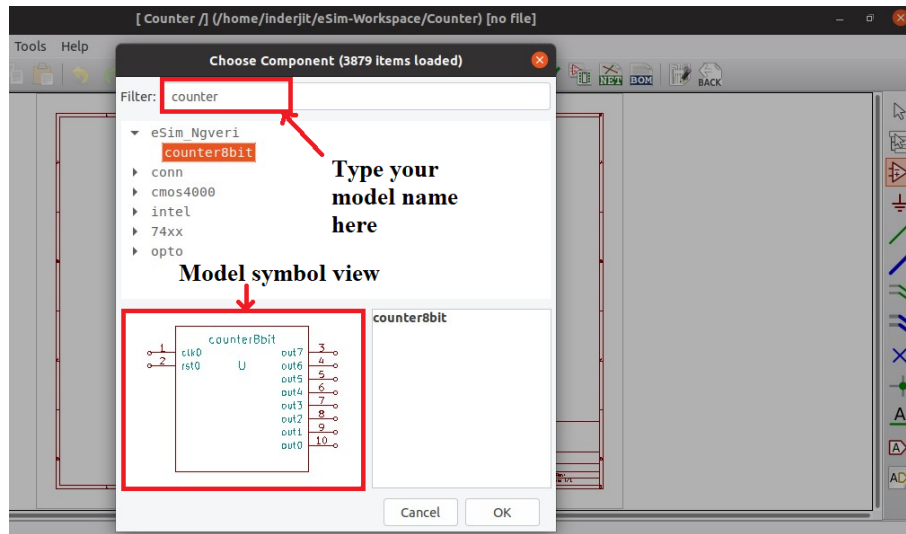 [ Counter /] (/home/inderjit/eSim-Workspace/Counter) [no file]
Tools Help
Choose Component (3879 items loaded)
NET BOM BACK
Filter: counter
eSim_Ngveri
counter8bit
conn
cmos4000
intel
74xx
opto
Type your
model name
here
Model symbol view
counter8bit
counter8bit
U
1 clk0
2 rst0
out7 3
out6 4
out5 5
out4 6
out3 7
out2 8
out1 9
out0 10
A
A
AD
Cancel OK